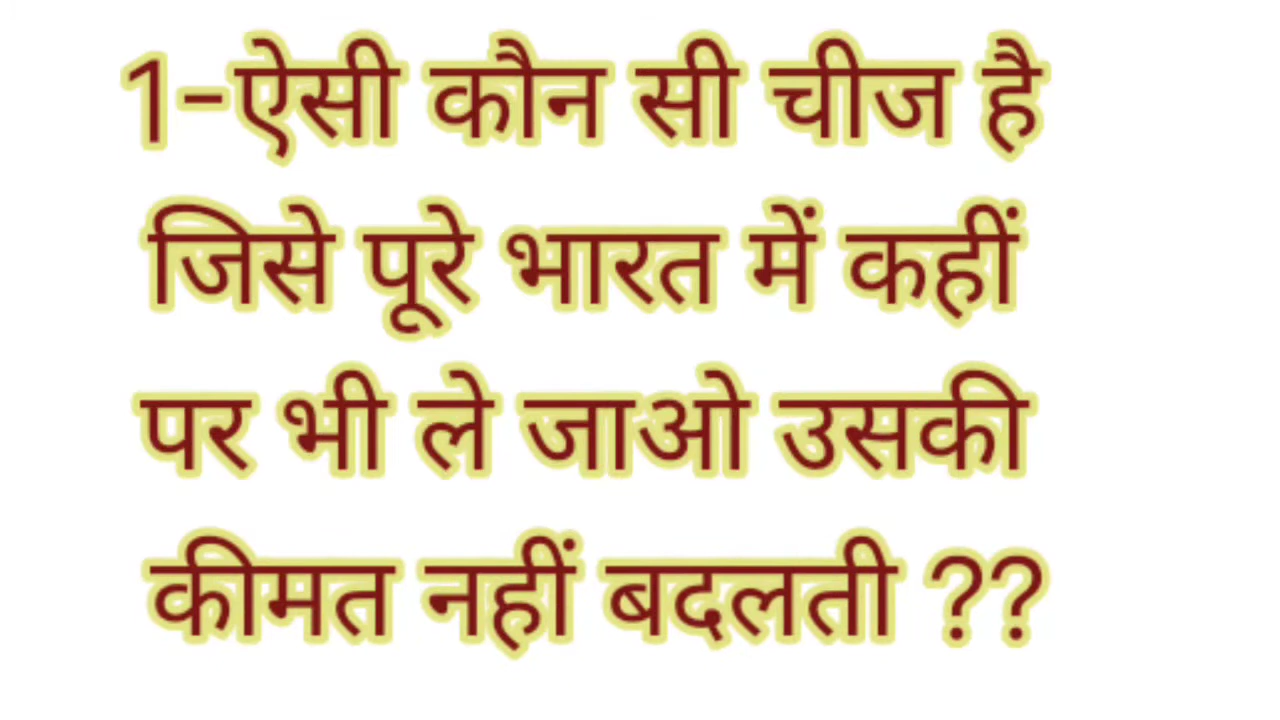 1-ऐसी कौन सी चीज है
जिसे पूरे भारत में कहीं
पर भी ले जाओ उसकी
कीमत नहीं बदलती ??